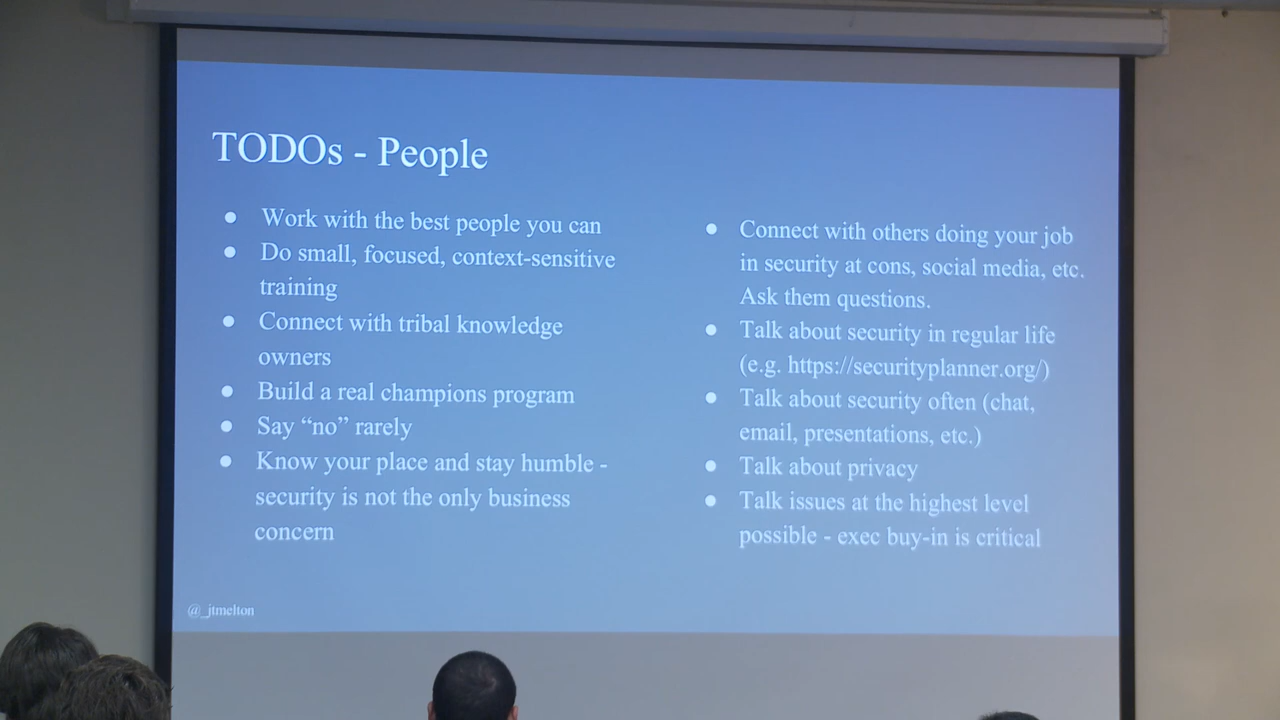 TODOs - People
● Work with the best people you can
● Do small, focused, context-sensitive
training
● Connect with tribal knowledge
owners
● Build a real champions program
● Say “no” rarely
● Know your place and stay humble -
security is not the only business
concern
● Connect with others doing your job
in security at cons, social media, etc.
Ask them questions.
● Talk about security in regular life
(e.g. https://securityplanner.org/)
● Talk about security often (chat,
email, presentations, etc.)
● Talk about privacy
● Talk issues at the highest level
possible - exec buy-in is critical
@_jtmelton